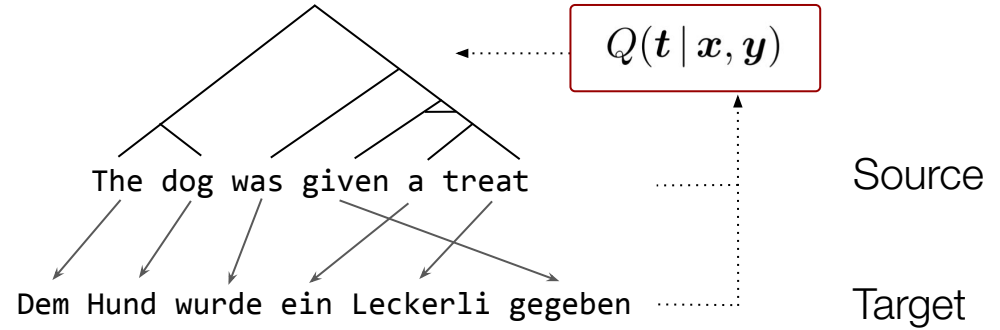 Q(t | x, y)
The dog was given a treat
Source
Dem Hund wurde ein Leckerli gegeben
Target